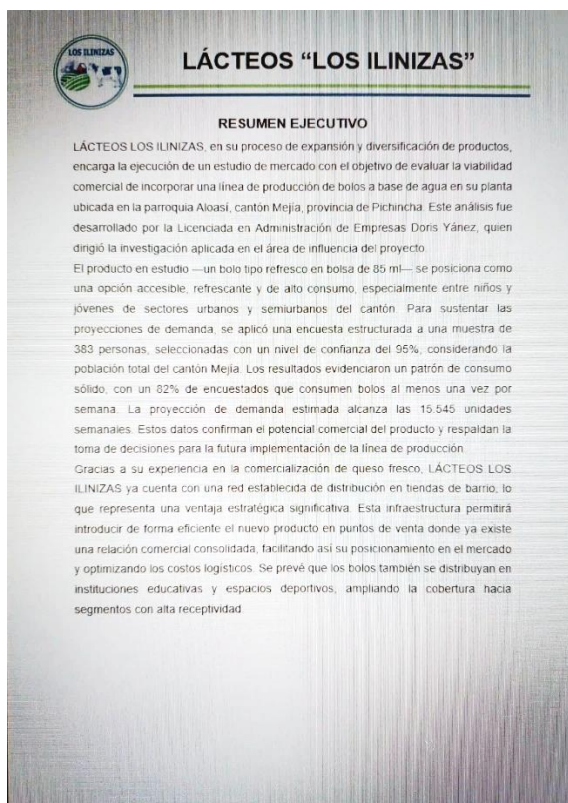 LOS ILINIZAS
LÁCTEOS “LOS ILINIZAS”
RESUMEN EJECUTIVO
LÁCTEOS LOS ILINIZAS, en su proceso de expansión y diversificación de productos,
encarga la ejecución de un estudio de mercado con el objetivo de evaluar la viabilidad
comercial de incorporar una línea de producción de bolos a base de agua en su planta
ubicada en la parroquia Aloasí, cantón Mejía, provincia de Pichincha. Este análisis fue
desarrollado por la Licenciada en Administración de Empresas Doris Yánez, quien
dirigió la investigación aplicada en el área de influencia del proyecto.
El producto en estudio —un bolo tipo refresco en bolsa de 85 ml— se posiciona como
una opción accesible, refrescante y de alto consumo, especialmente entre niños y
jóvenes de sectores urbanos y semiurbanos del cantón. Para sustentar las
proyecciones de demanda, se aplicó una encuesta estructurada a una muestra de
383 personas, seleccionadas con un nivel de confianza del 95%, considerando la
población total del cantón Mejía. Los resultados evidenciaron un patrón de consumo
sólido, con un 82% de encuestados que consumen bolos al menos una vez por
semana. La proyección de demanda estimada alcanza las 15.545 unidades
semanales. Estos datos confirman el potencial comercial del producto y respaldan la
toma de decisiones para la futura implementación de la línea de producción.
Gracias a su experiencia en la comercialización de queso fresco, LÁCTEOS LOS
ILINIZAS ya cuenta con una red establecida de distribución en tiendas de barrio, lo
que representa una ventaja estratégica significativa. Esta infraestructura permitirá
introducir de forma eficiente el nuevo producto en puntos de venta donde ya existe
una relación comercial consolidada, facilitando así su posicionamiento en el mercado
y optimizando los costos logísticos. Se prevé que los bolos también se distribuyan en
instituciones educativas y espacios deportivos, ampliando la cobertura hacia
segmentos con alta receptividad.